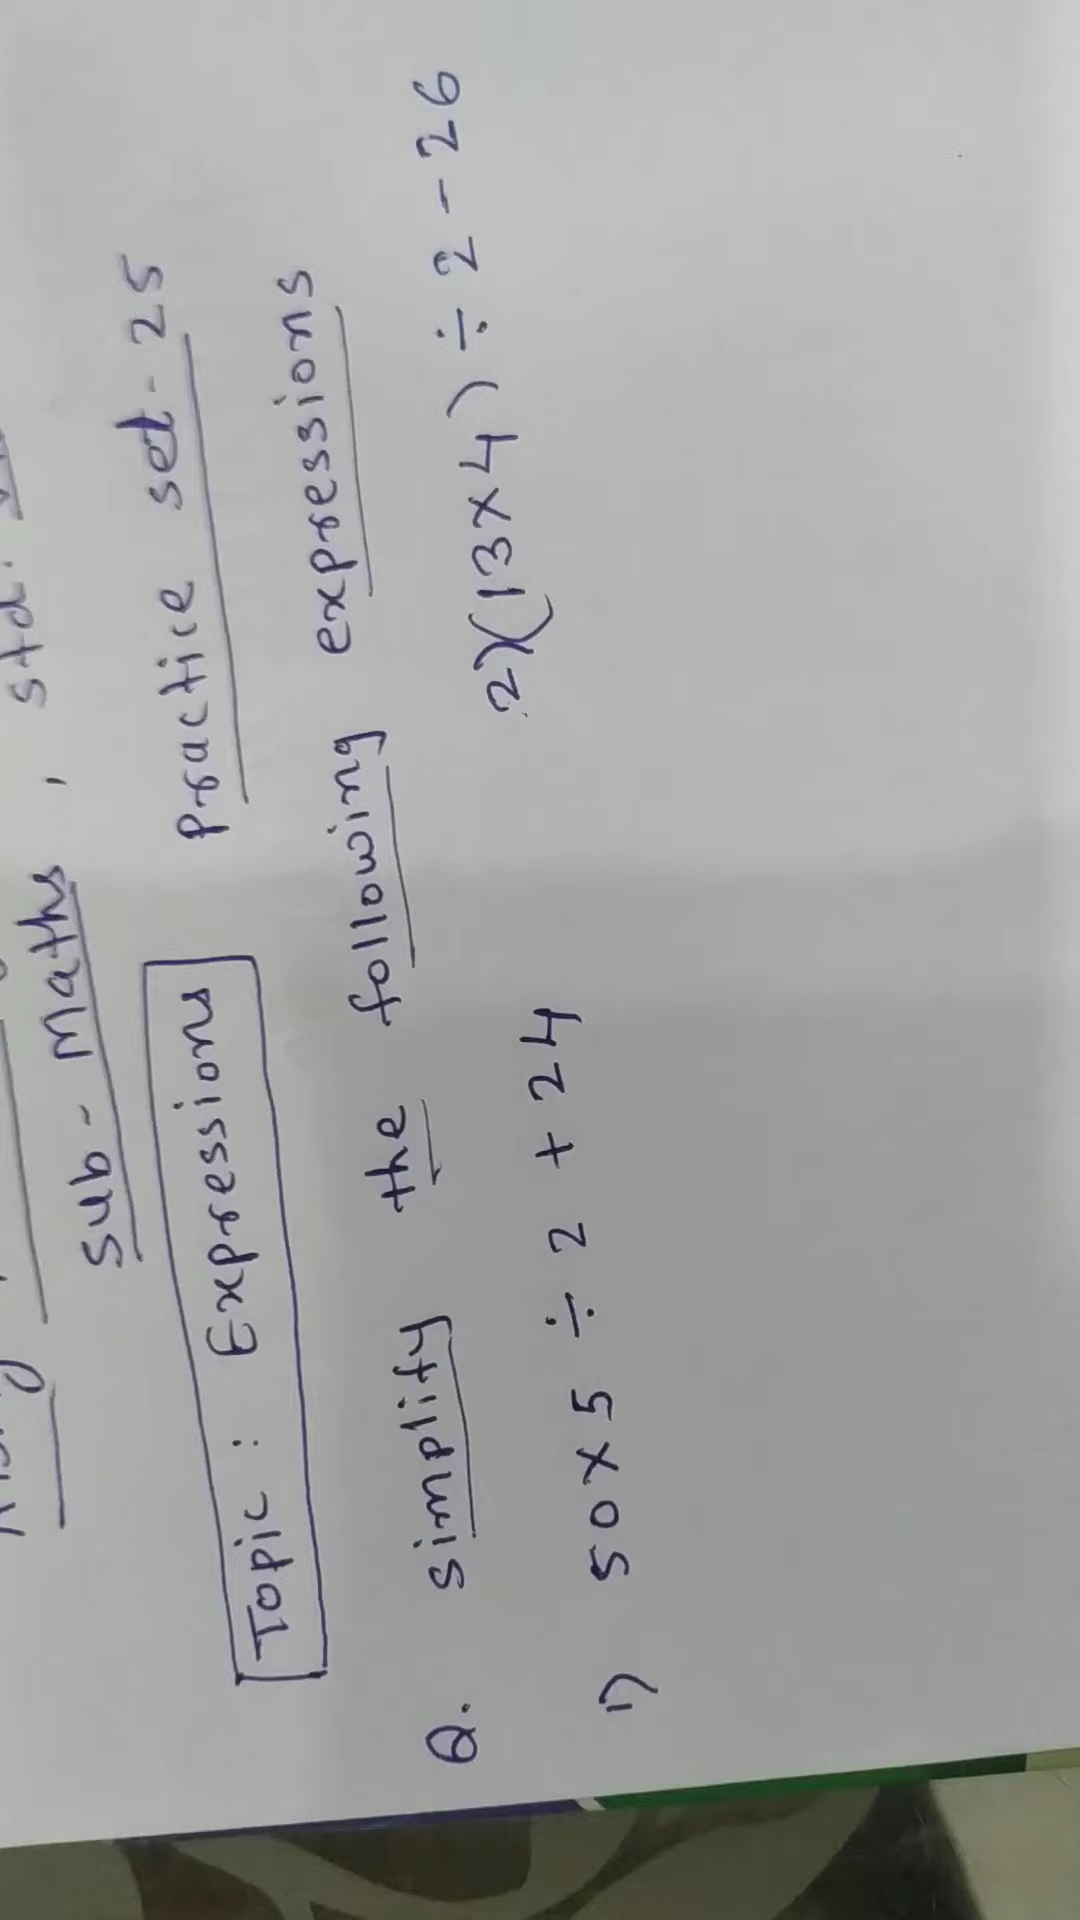 Sub - Maths , std.
Practice set - 25
Topic : Expressions
Q. Simplify the following expressions
1) 50 × 5 ÷ 2 + 24 2) (13 × 4) ÷ 2 - 26